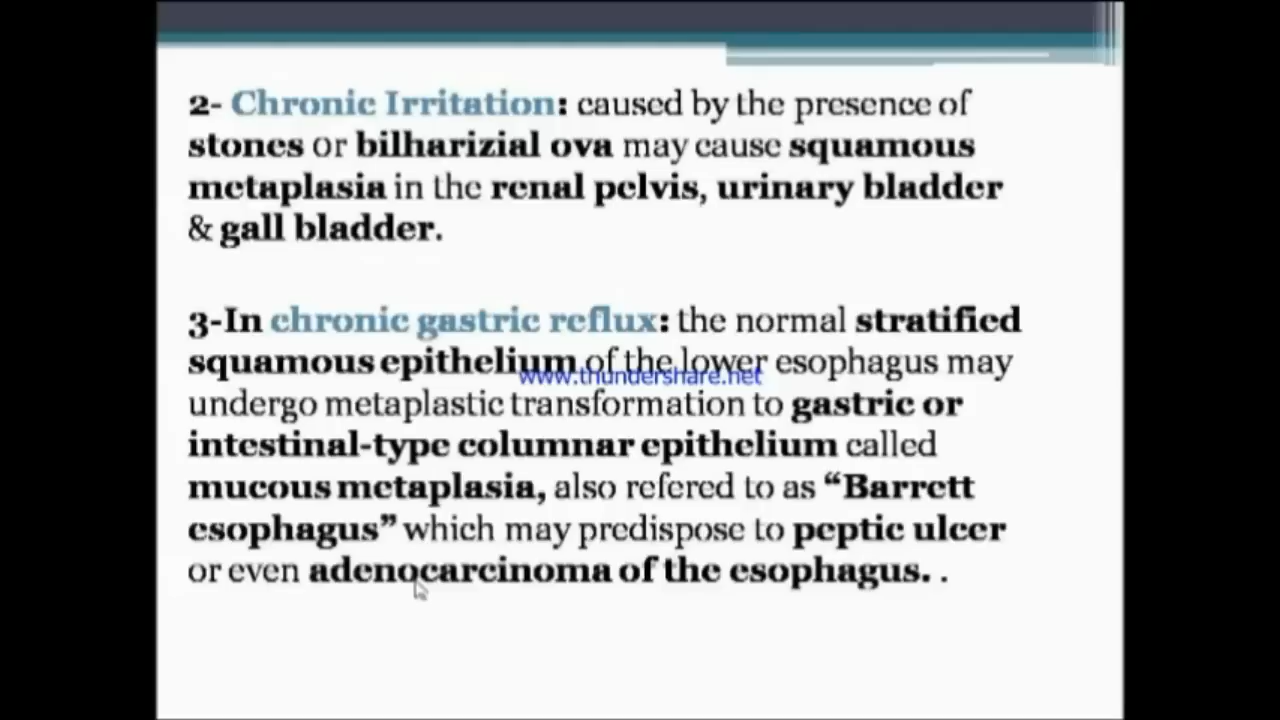 2- Chronic Irritation: caused by the presence of
stones or bilharizial ova may cause squamous
metaplasia in the renal pelvis, urinary bladder
& gall bladder.
3-In chronic gastric reflux: the normal stratified
squamous epithelium of the lower esophagus may
www.thundershare.net
undergo metaplastic transformation to gastric or
intestinal-type columnar epithelium called
mucous metaplasia, also refered to as “Barrett
esophagus” which may predispose to peptic ulcer
or even adenocarcinoma of the esophagus. .